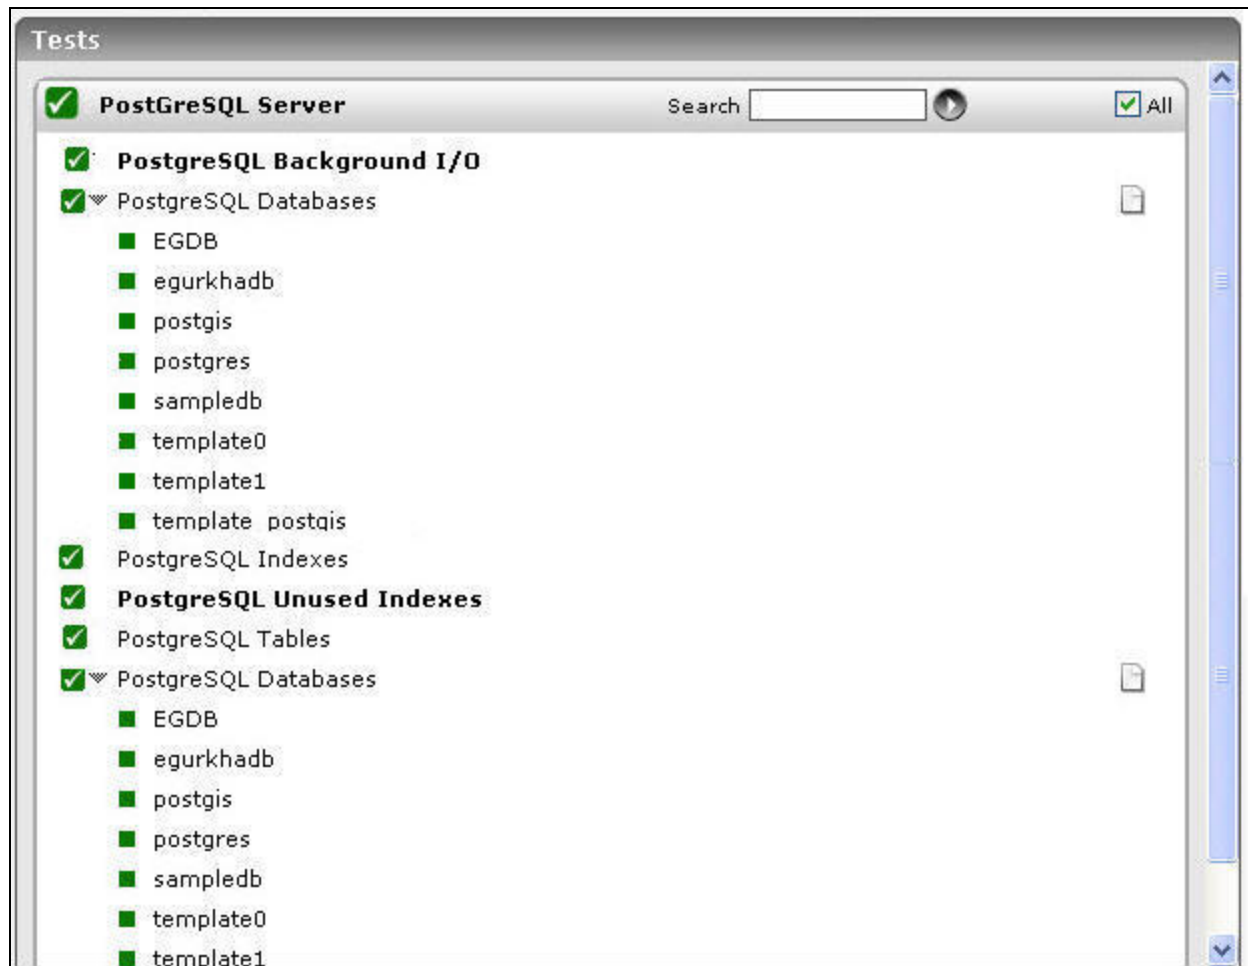 Tests
PostGreSQL Server Search All
PostgreSQL Background I/O
PostgreSQL Databases
EGDB
egurkhadb
postgis
postgres
sampledb
template0
template1
template_postgis
PostgreSQL Indexes
PostgreSQL Unused Indexes
PostgreSQL Tables
PostgreSQL Databases
EGDB
egurkhadb
postgis
postgres
sampledb
template0
template1